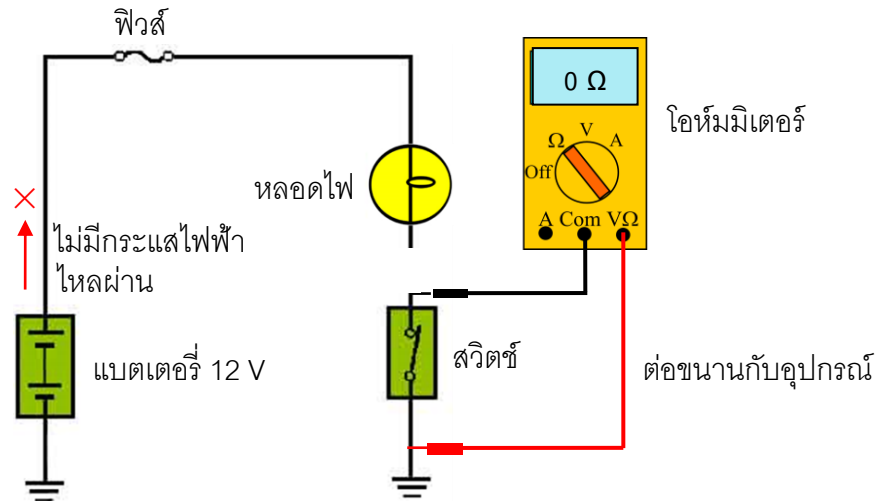 ฟิวส์
0 Ω
โอห์มมิเตอร์
V
Ω
A
Off
A Com VΩ
หลอดไฟ
ไม่มีกระแสไฟฟ้า
ไหลผ่าน
แบตเตอรี่ 12 V
สวิตช์
ต่อขนานกับอุปกรณ์